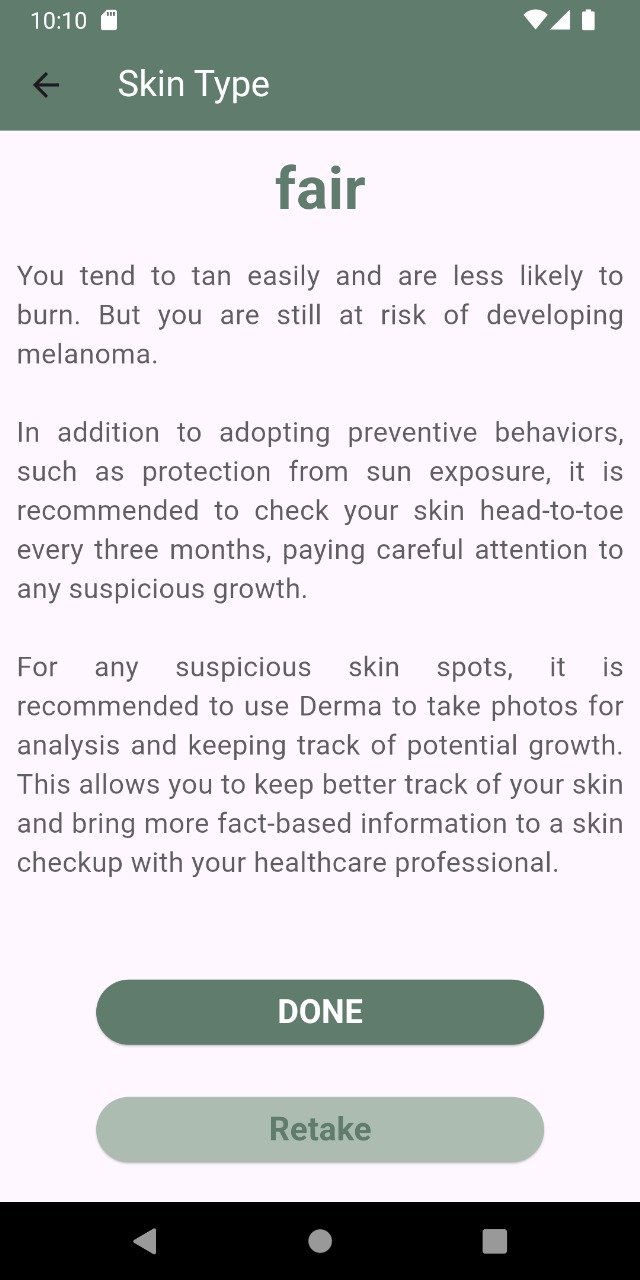 10:10
Skin Type
fair
You tend to tan easily and are less likely to
burn. But you are still at risk of developing
melanoma.
In addition to adopting preventive behaviors,
such as protection from sun exposure, it is
recommended to check your skin head-to-toe
every three months, paying careful attention to
any suspicious growth.
For any suspicious skin spots, it is
recommended to use Derma to take photos for
analysis and keeping track of potential growth.
This allows you to keep better track of your skin
and bring more fact-based information to a skin
checkup with your healthcare professional.
DONE
Retake